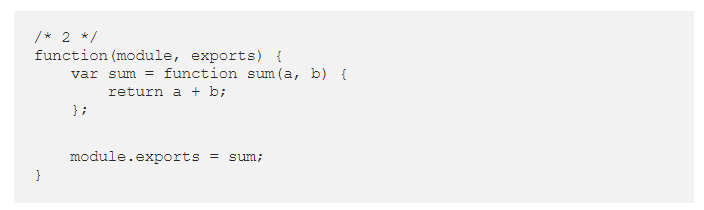 /* 2 */
function(module, exports) {
    var sum = function sum(a, b) {
        return a + b;
    };

    module.exports = sum;
}